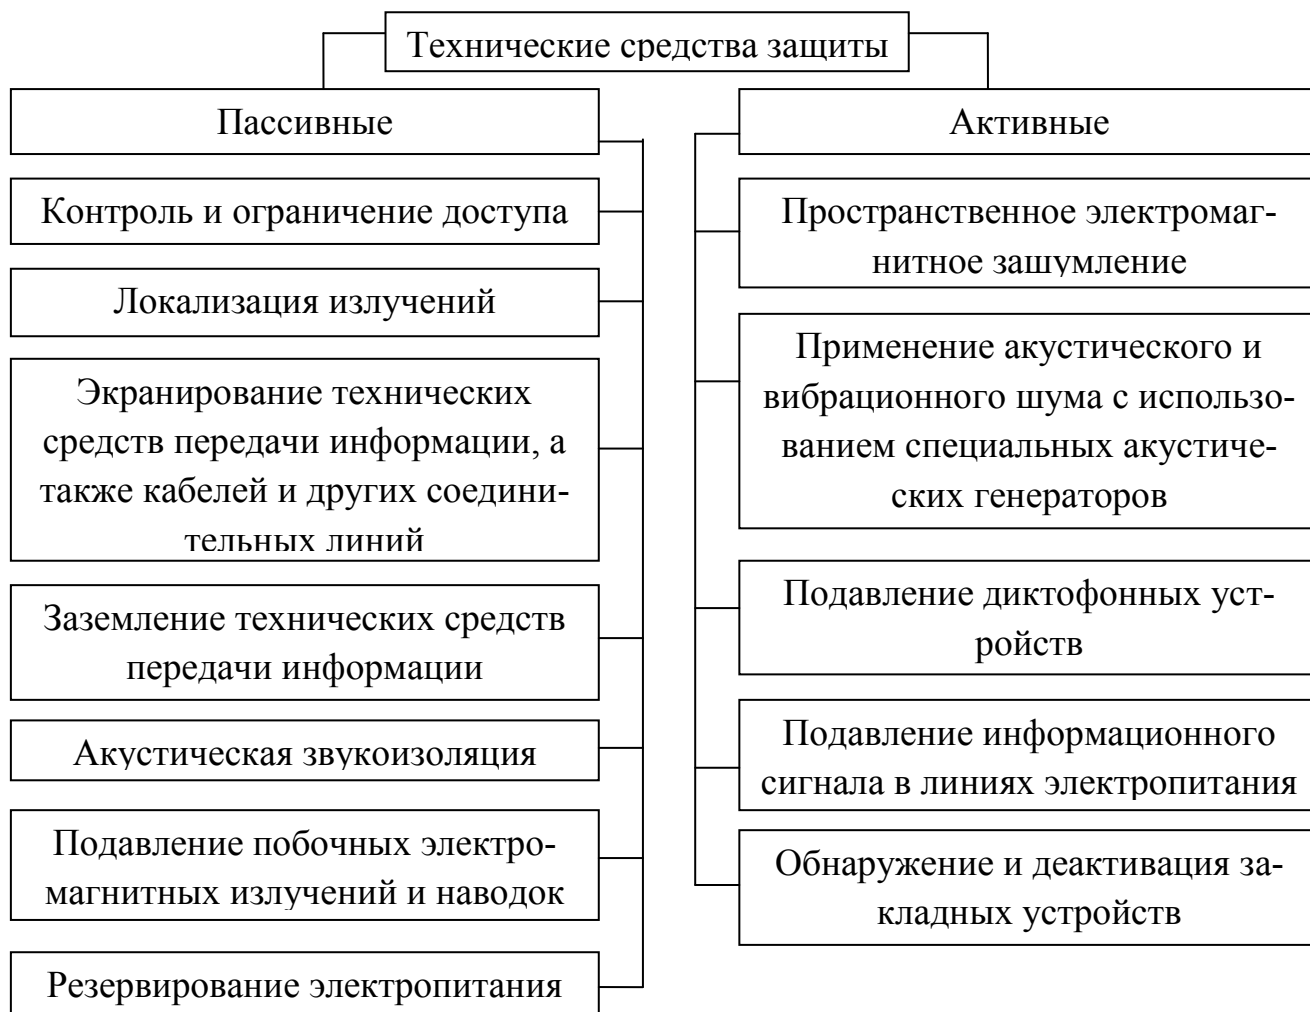 Технические средства защиты
Пассивные
Контроль и ограничение доступа
Локализация излучений
Экранирование технических
средств передачи информации, а
также кабелей и других соедини-
тельных линий
Заземление технических средств
передачи информации
Акустическая звукоизоляция
Подавление побочных электро-
магнитных излучений и наводок
Резервирование электропитания
Активные
Пространственное электромаг-
нитное зашумление
Применение акустического и
вибрационного шума с использо-
ванием специальных акустиче-
ских генераторов
Подавление диктофонных уст-
ройств
Подавление информационного
сигнала в линиях электропитания
Обнаружение и деактивация за-
кладных устройств